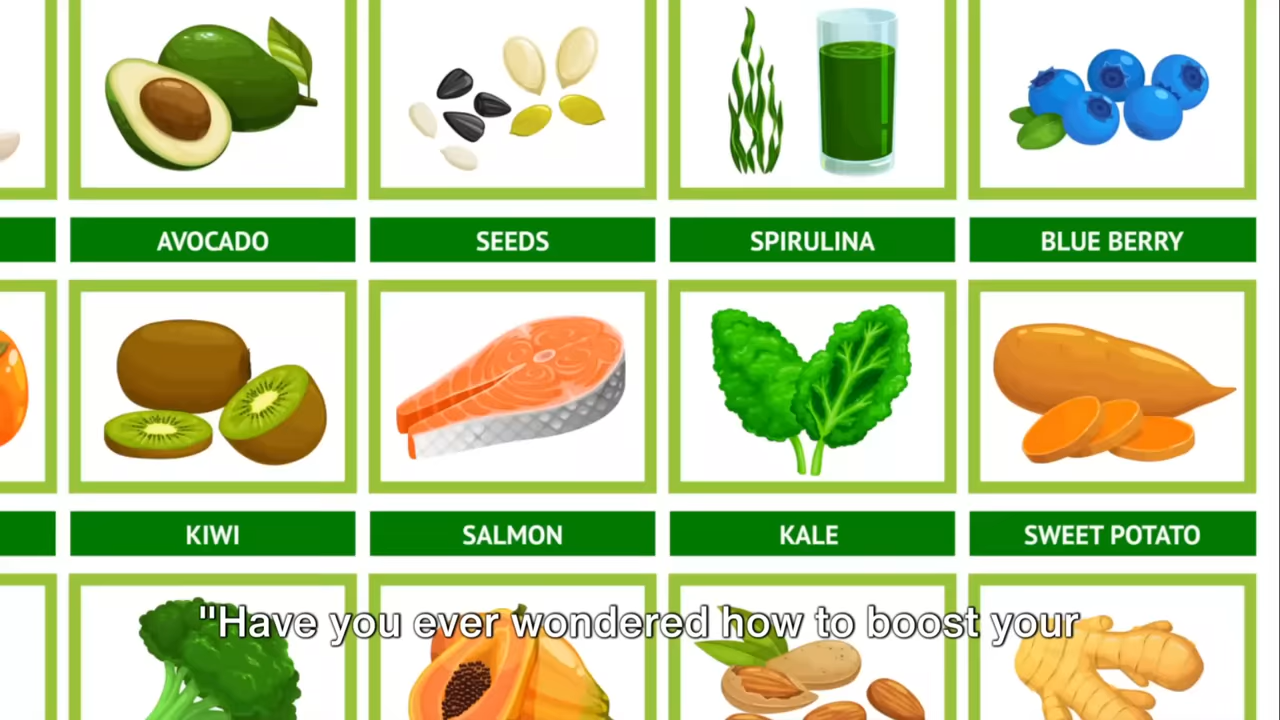 AVOCADO
SEEDS
SPIRULINA
BLUE BERRY
KIWI
SALMON
KALE
SWEET POTATO
"Have you ever wondered how to boost your